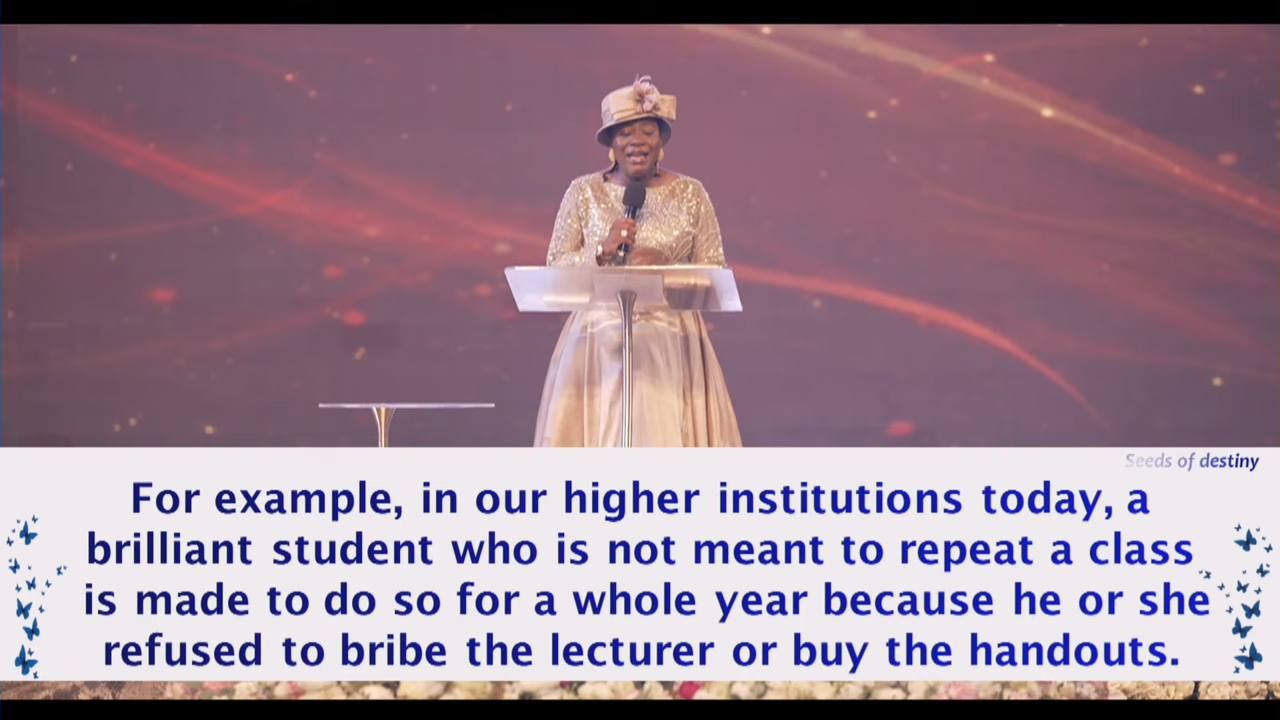 Seeds of destiny
For example, in our higher institutions today, a
brilliant student who is not meant to repeat a class
is made to do so for a whole year because he or she
refused to bribe the lecturer or buy the handouts.